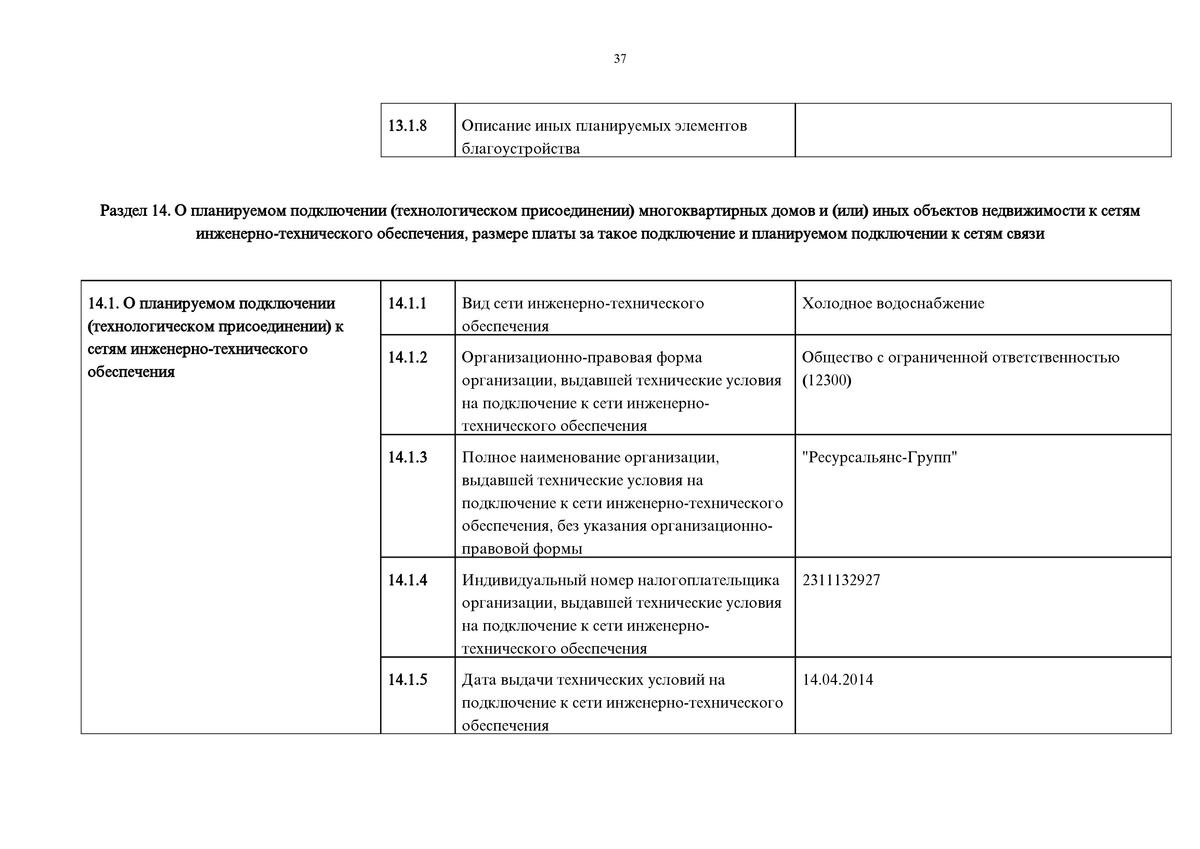 37
13.1.8
Описание иных планируемых элементов
благоустройства
Раздел 14. О планируемом подключении (технологическом присоединении) многоквартирных домов и (или) иных объектов недвижимости к сетям
инженерно-технического обеспечения, размере платы за такое подключение и планируемом подключении к сетям связи
14.1. О планируемом подключении
(технологическом присоединении) к
сетям инженерно-технического
обеспечения
14.1.1
Вид сети инженерно-технического
обеспечения
Холодное водоснабжение
14.1.2
Организационно-правовая форма
организации, выдавшей технические условия
на подключение к сети инженерно-
технического обеспечения
Общество с ограниченной ответственностью
(12300)
14.1.3
Полное наименование организации,
выдавшей технические условия на
подключение к сети инженерно-технического
обеспечения, без указания организационно-
правовой формы
"Ресурсальянс-Групп"
14.1.4
Индивидуальный номер налогоплательщика
организации, выдавшей технические условия
на подключение к сети инженерно-
технического обеспечения
2311132927
14.1.5
Дата выдачи технических условий на
подключение к сети инженерно-технического
обеспечения
14.04.2014